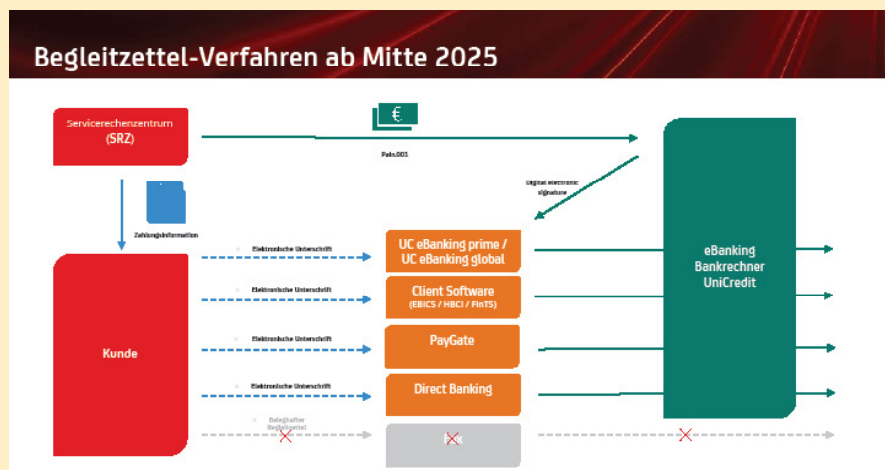 Begleitzettel-Verfahren ab Mitte 2025
Servicerechenzentrum
(SRZ)
€
Pain.001
Digital electronic
signature
Zahlungsinformation
Elektronische Unterschrift
UC eBanking prime /
UC eBanking global
eBanking
Bankrechner
UniCredit
Elektronische Unterschrift
Client Software
(EBICS / HBCI / FinTS)
Kunde
Elektronische Unterschrift
PayGate
Elektronische Unterschrift
Direct Banking
Beleghafter
Begleitzettel